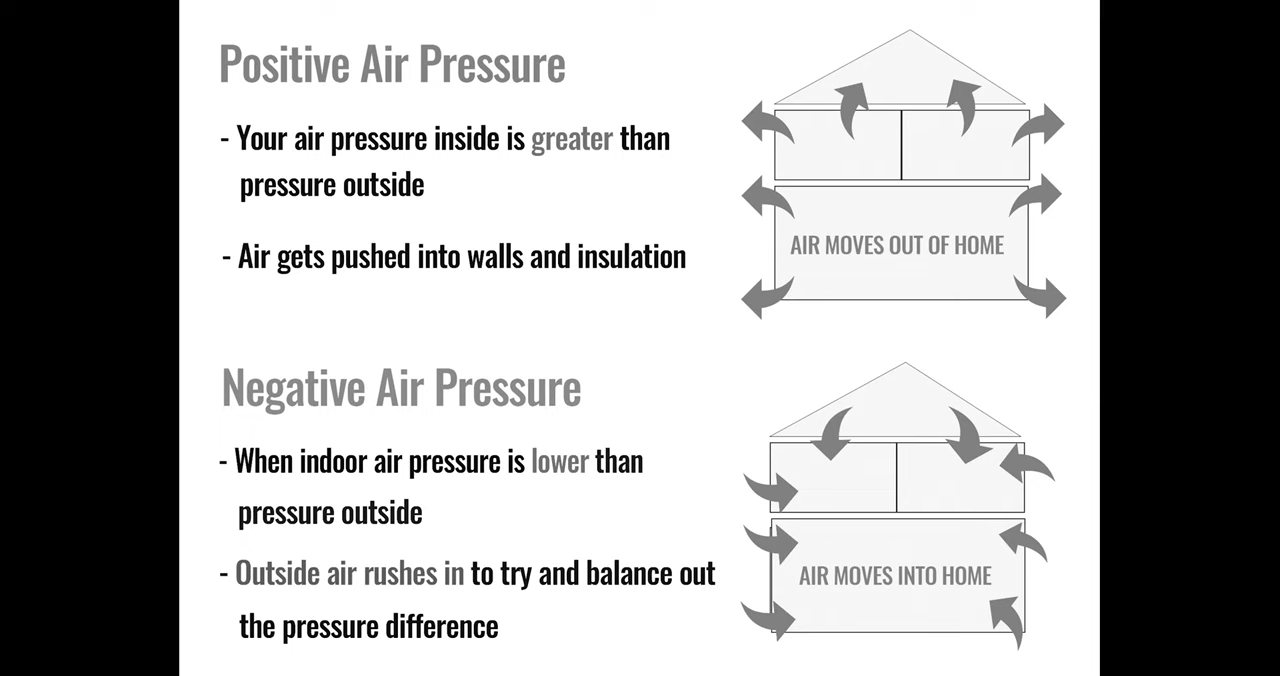 Positive Air Pressure
- Your air pressure inside is greater than
pressure outside
- Air gets pushed into walls and insulation
AIR MOVES OUT OF HOME
Negative Air Pressure
- When indoor air pressure is lower than
pressure outside
- Outside air rushes in to try and balance out
the pressure difference
AIR MOVES INTO HOME